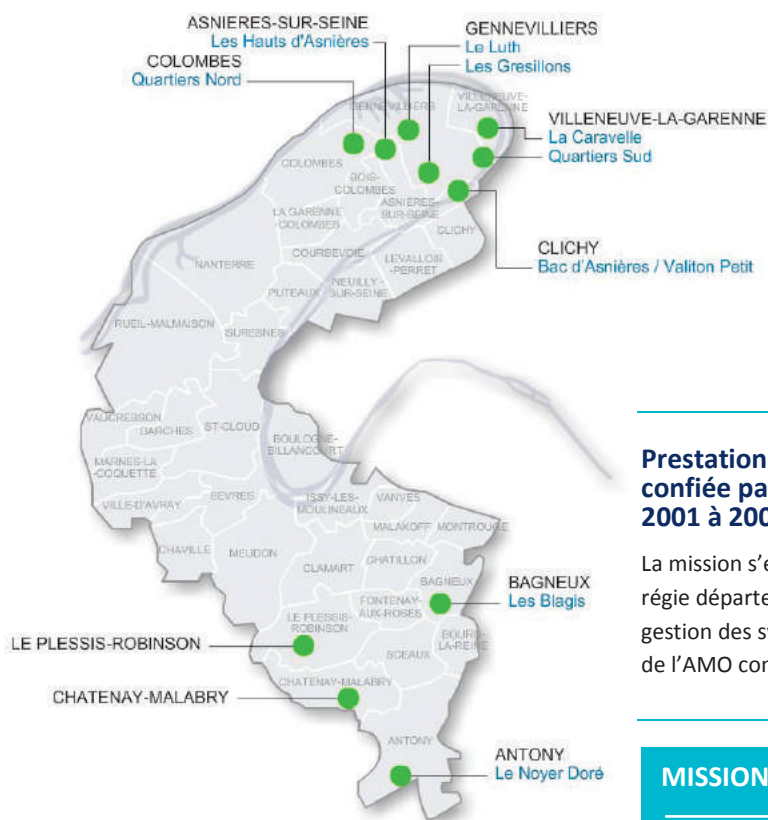 ASNIERES-SUR-SEINE
Les Hauts d'Asnières
GENNEVILLIERS
Le Luth
Les Gresillons
COLOMBES
Quartiers Nord
VILLENEUVE-LA-GARENNE
La Caravelle
Quartiers Sud
CLICHY
Bac d'Asnières / Valiton Petit
GENNEVILLIERS
VILLENEUVE-
LA-GARENNE
COLOMBES
BOIS-
COLOMBES
ASNIERES-
SUR-SEINE
LA GARENNE
-COLOMBES
CLICHY
COURBEVOIE
LEVALLOIS
-PERRET
NANTERRE
NEUILLY-
SUR-SEINE
PUTEAUX
RUEIL-MALMAISON
SURESNES
VAUCRESSON
GARCHES
ST-CLOUD
BOULOGNE-
BILLANCOURT
MARNES-LA
-COQUETTE
VILLE-D'AVRAY
SEVRES
ISSY-LES-
MOULINEAUX
VANVES
MALAKOFF
MONTROUGE
CHAVILLE
MEUDON
CLAMART
CHATILLON
BAGNEUX
FONTENAY-
AUX-ROSES
LE PLESSIS-
ROBINSON
BOURG-
LA-REINE
SCEAUX
CHATENAY-MALABRY
ANTONY
BAGNEUX
Les Blagis
LE PLESSIS-ROBINSON
CHATENAY-MALABRY
ANTONY
Le Noyer Doré
Prestation
confiée pa
2001 à 200
La mission s'é
régie départe
gestion des s
de l'AMO con
MISSION